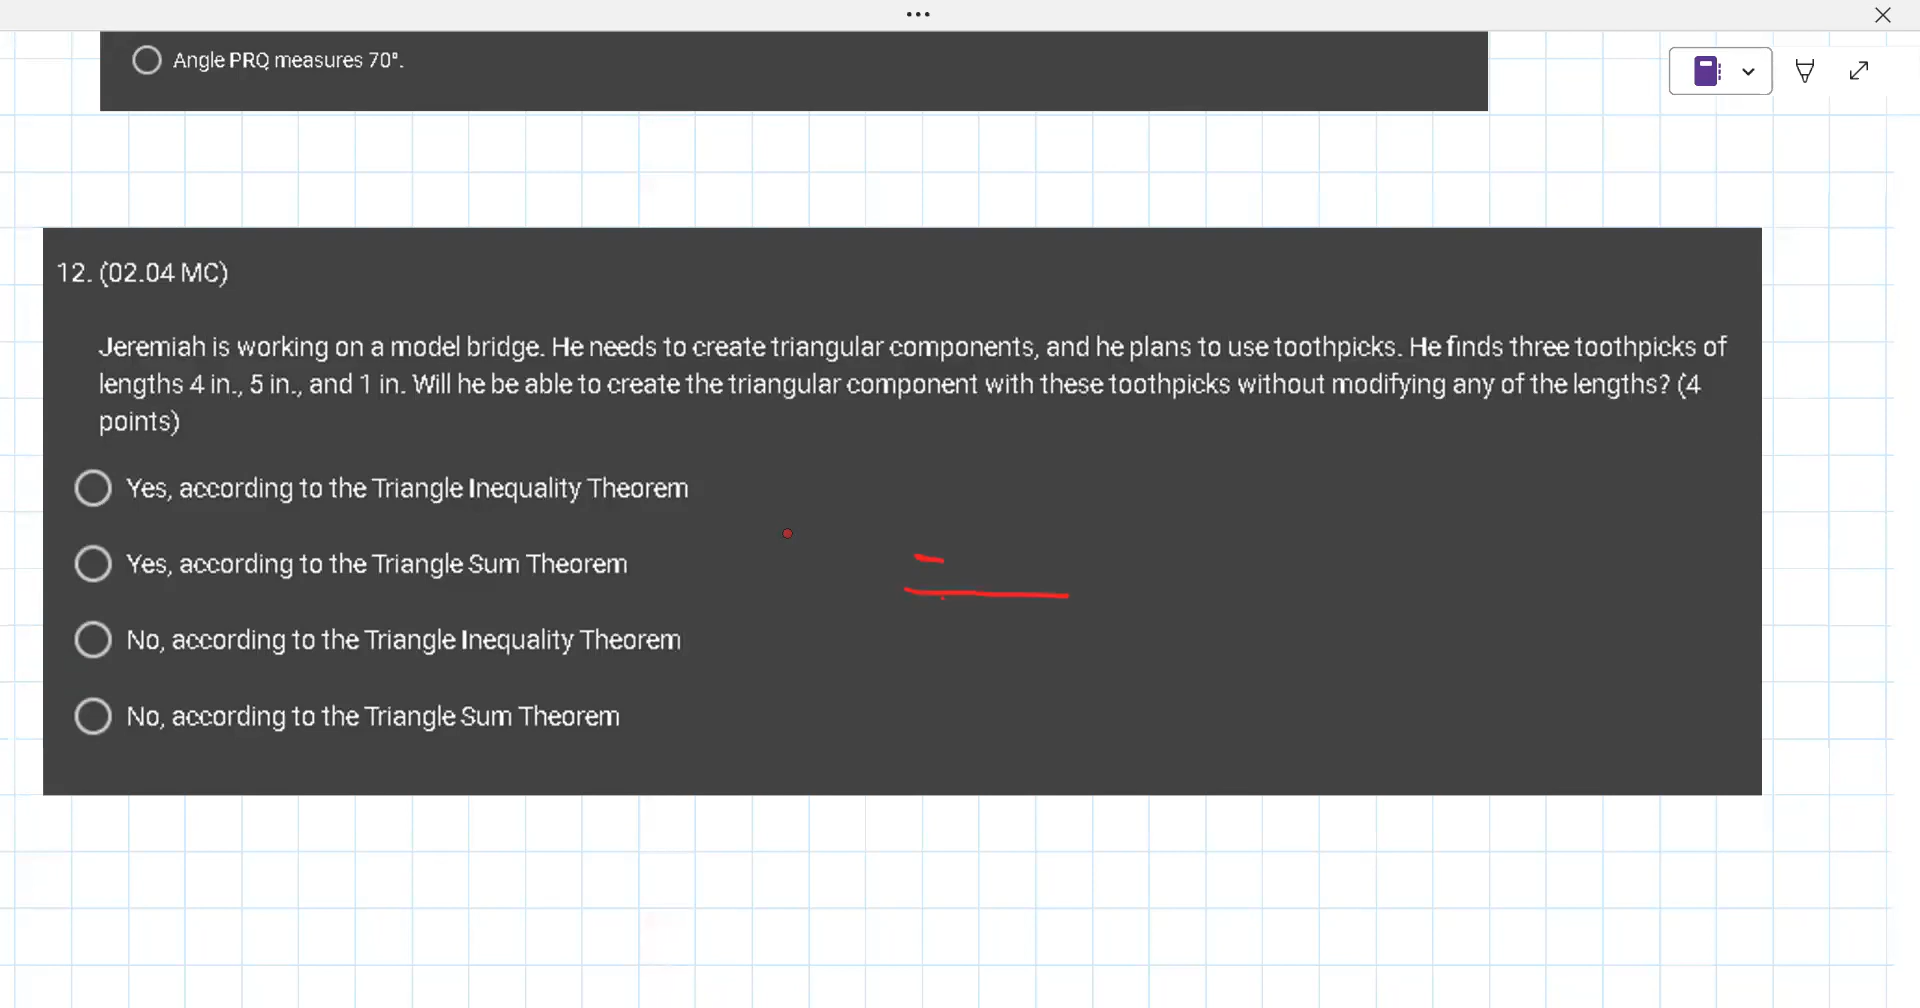 Angle PRQ measures 70°.
12. (02.04 MC)
Jeremiah is working on a model bridge. He needs to create triangular components, and he plans to use toothpicks. He finds three toothpicks of
lengths 4 in., 5 in., and 1 in. Will he be able to create the triangular component with these toothpicks without modifying any of the lengths? (4
points)
Yes, according to the Triangle Inequality Theorem
Yes, according to the Triangle Sum Theorem
No, according to the Triangle Inequality Theorem
No, according to the Triangle Sum Theorem